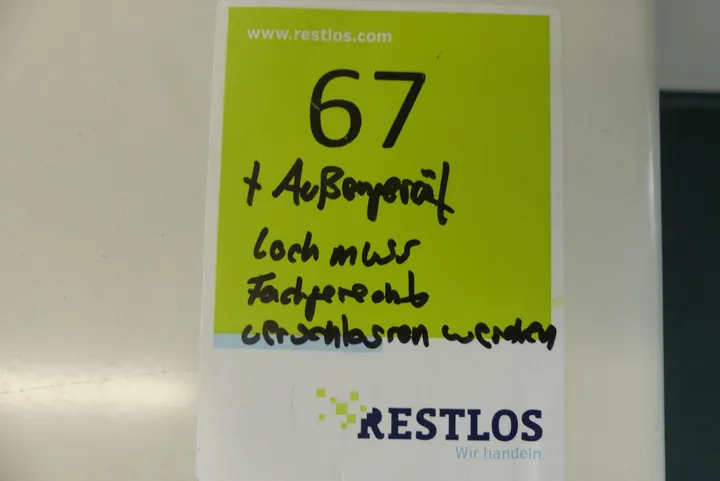 www.restlos.com
67
+ Außengerät
Loch muss
Fachgerecht
verschlossen werden
RESTLOS
Wir handeln.